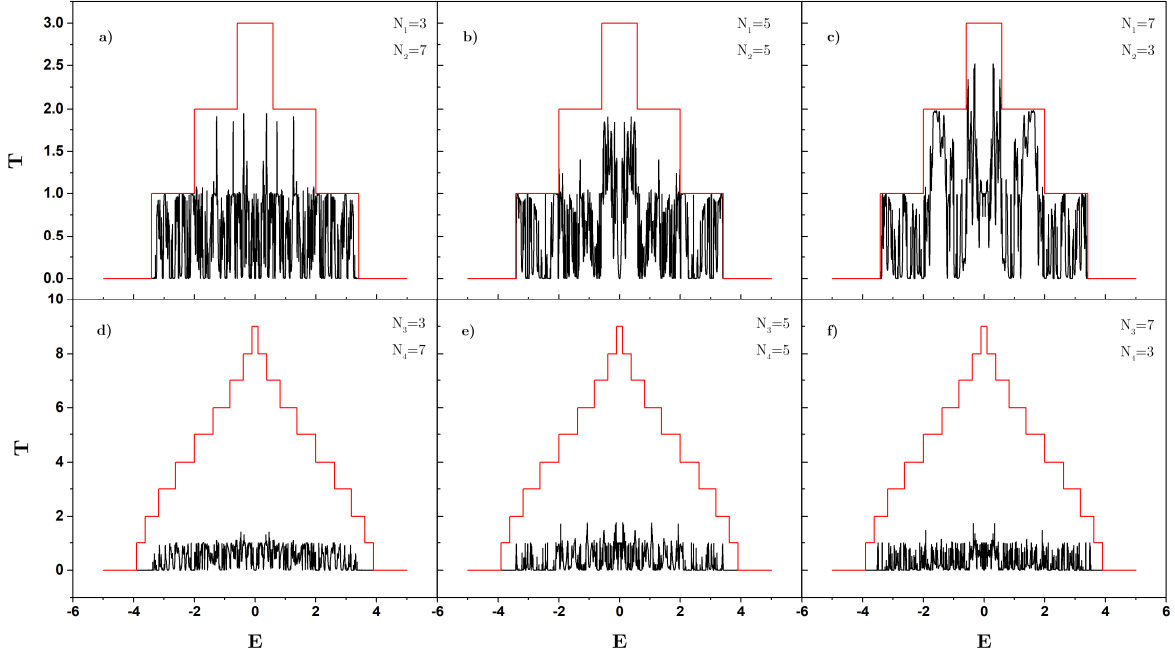 a) N₁=3
N₂=7
b) N₁=5
N₂=5
c) N₁=7
N₂=3
3.0
2.5
2.0
1.5
1.0
0.5
0.0
T
d) N₃=3
N₄=7
e) N₃=5
N₄=5
f) N₃=7
N₄=3
10
8
6
4
2
0
T
-6 -4 -2 0 2 4 -6 -4 -2 0 2 4 -6 -4 -2 0 2 4 6
E E E